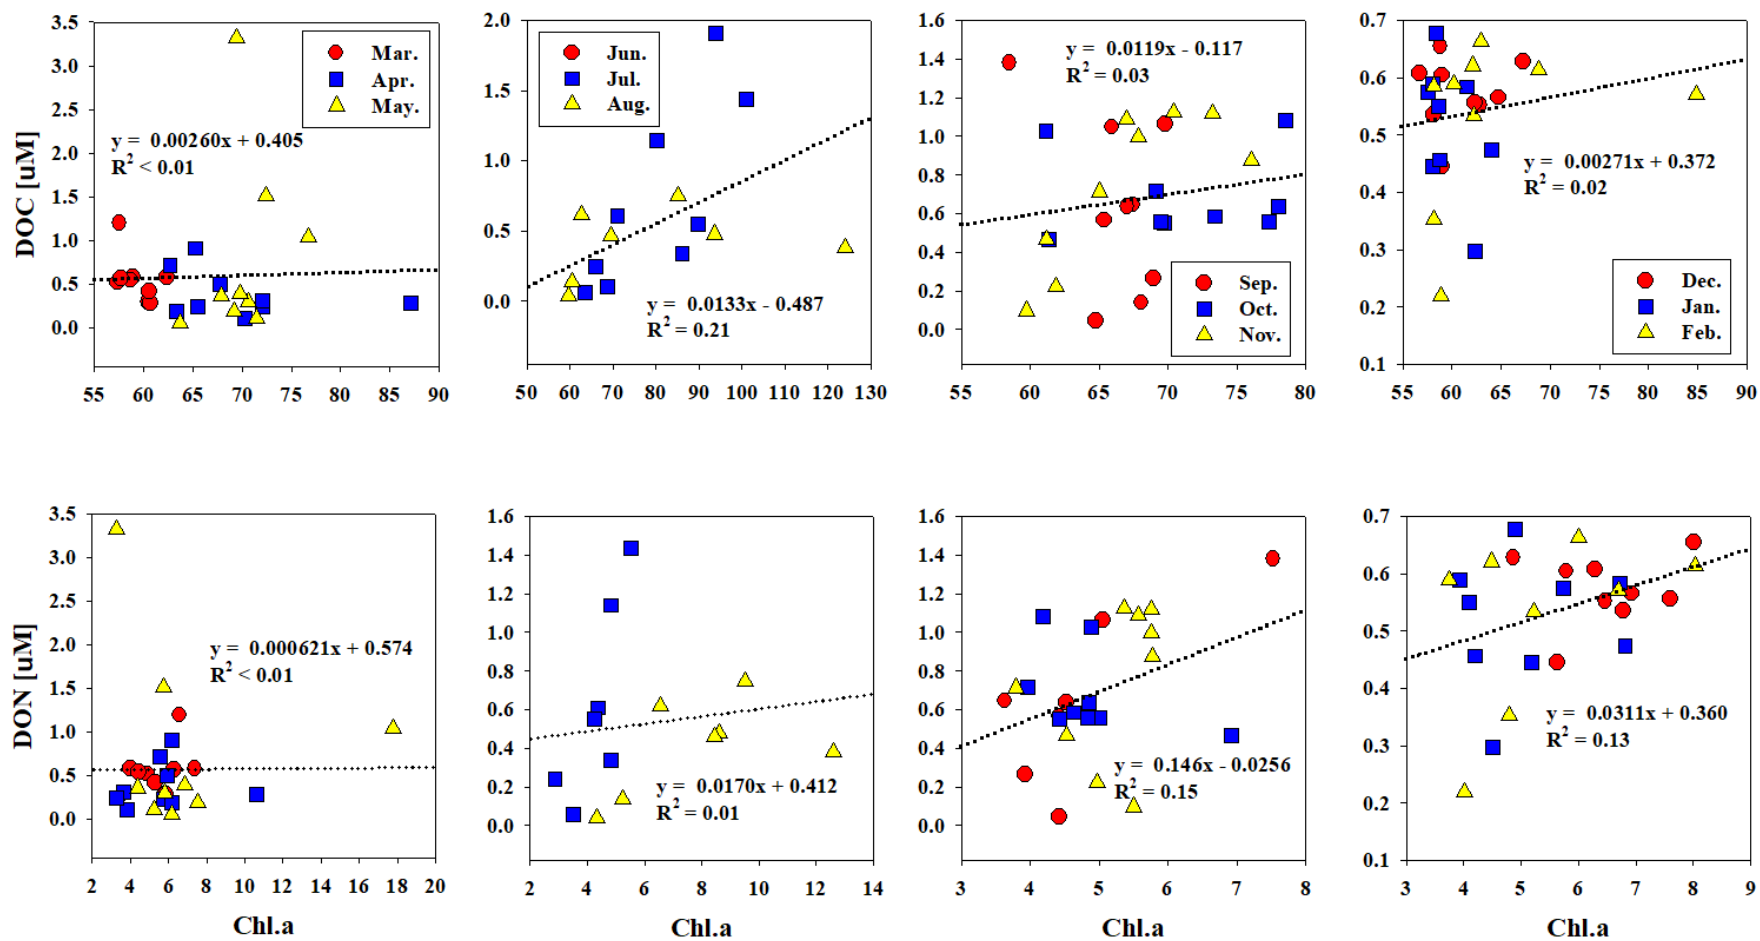 DOC [uM]
3.5
3.0
2.5
2.0
1.5
1.0
0.5
0.0
Mar.
Apr.
May.
y = 0.00260x + 0.405
R2 < 0.01
55 60 65 70 75 80 85 90
2.0
1.5
1.0
0.5
0.0
Jun.
Jul.
Aug.
y = 0.0133x - 0.487
R2 = 0.21
50 60 70 80 90 100 110 120 130
1.6
1.4
1.2
1.0
0.8
0.6
0.4
0.2
0.0
y = 0.0119x - 0.117
R2 = 0.03
Sep.
Oct.
Nov.
55 60 65 70 75 80
0.7
0.6
0.5
0.4
0.3
0.2
0.1
y = 0.00271x + 0.372
R2 = 0.02
Dec.
Jan.
Feb.
55 60 65 70 75 80 85 90
DON [uM]
3.5
3.0
2.5
2.0
1.5
1.0
0.5
0.0
y = 0.000621x + 0.574
R2 < 0.01
2 4 6 8 10 12 14 16 18 20
Chl.a
1.6
1.4
1.2
1.0
0.8
0.6
0.4
0.2
0.0
y = 0.0170x + 0.412
R2 = 0.01
2 4 6 8 10 12 14
Chl.a
1.6
1.4
1.2
1.0
0.8
0.6
0.4
0.2
0.0
y = 0.146x - 0.0256
R2 = 0.15
3 4 5 6 7 8
Chl.a
0.7
0.6
0.5
0.4
0.3
0.2
0.1
y = 0.0311x + 0.360
R2 = 0.13
3 4 5 6 7 8 9
Chl.a